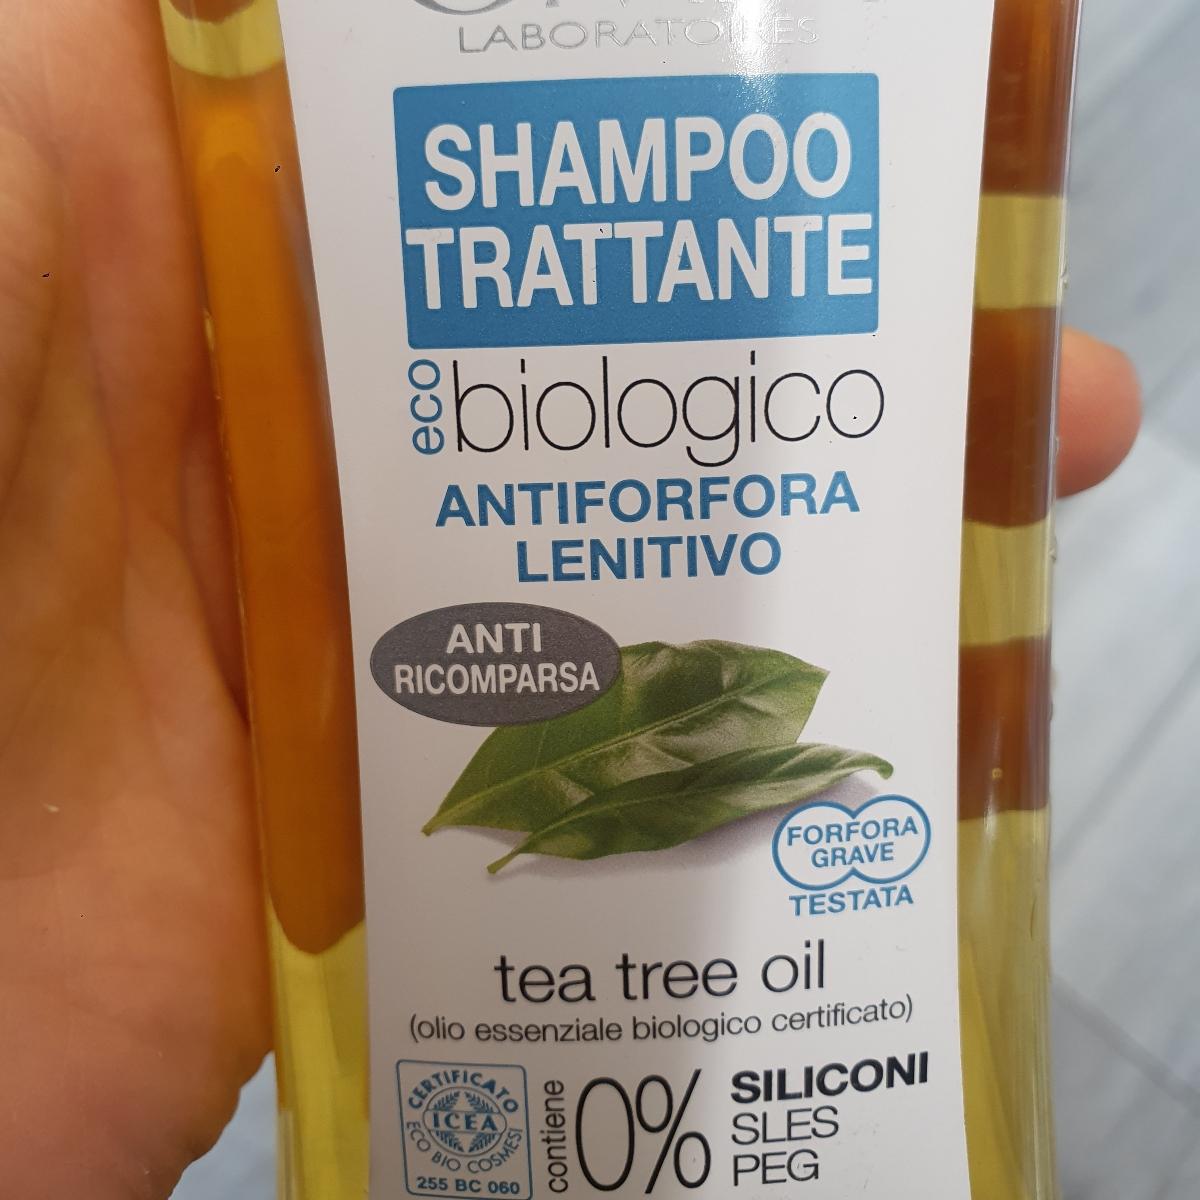 LABORATOIRES
SHAMPOO
TRATTANTE
eco biologico
ANTIFORFORA
LENITIVO
ANTI
RICOMPARSA
FORFORA
GRAVE
TESTATA
tea tree oil
(olio essenziale biologico certificato)
CERTIFICATO
ICEA
ECO BIO COSMESI
255 BC 060
contiene
0%
SILICONI
SLES
PEG